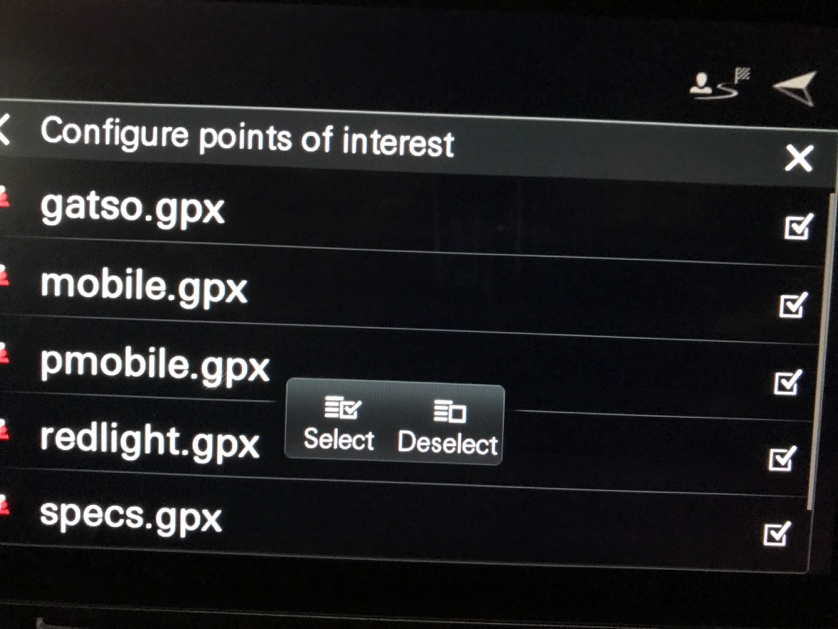 Configure points of interest
gatso.gpx
mobile.gpx
pmobile.gpx
redlight.gpx
Select Deselect
specs.gpx